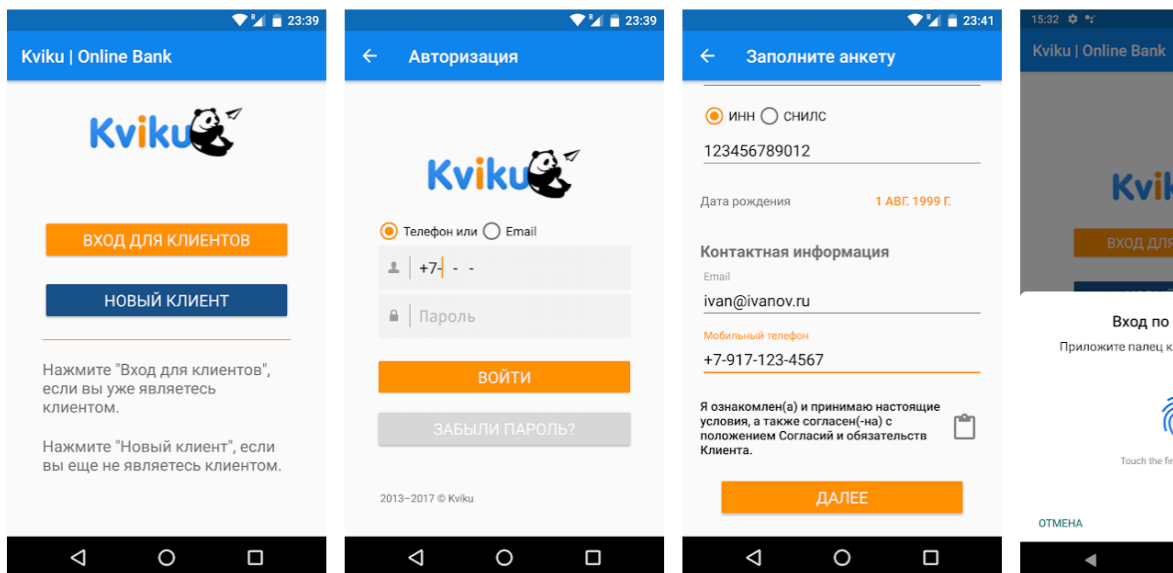 23:39
Kviku | Online Bank
Kviku
ВХОД ДЛЯ КЛИЕНТОВ
НОВЫЙ КЛИЕНТ
Нажмите "Вход для клиентов",
если вы уже являетесь
клиентом.
Нажмите "Новый клиент", если
вы еще не являетесь клиентом.
23:39
Авторизация
Kviku
Телефон или Email
+7- - -
Пароль
ВОЙТИ
ЗАБЫЛИ ПАРОЛЬ?
2013–2017 © Kviku
23:41
Заполните анкету
ИНН СНИЛС
123456789012
Дата рождения 1 АВГ. 1999 Г.
Контактная информация
Email
ivan@ivanov.ru
Мобильный телефон
+7-917-123-4567
Я ознакомлен(а) и принимаю настоящие
условия, а также согласен(-на) с
положением Согласий и обязательств
Клиента.
ДАЛЕЕ
15:32
Kviku | Online Bank
Kvi
ВХОД ДЛЯ
Вход по
Приложите палец к
Touch the
ОТМЕНА